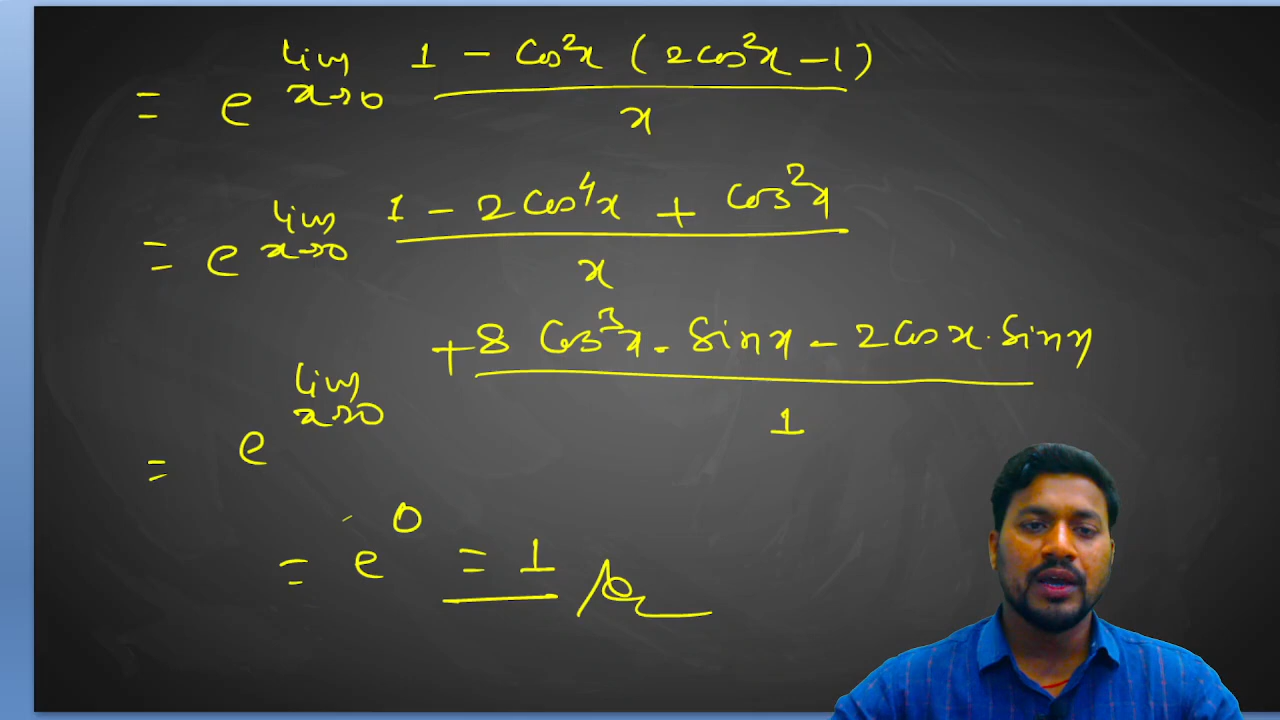 = e^{lim x→0 (1 - cos²x (2cos²x - 1)) / x}
= e^{lim x→0 (1 - 2cos⁴x + cos²x) / x}
= e^{lim x→0 (+8 cos³x. sinx - 2cosx.sinx) / 1}
= e⁰ = 1